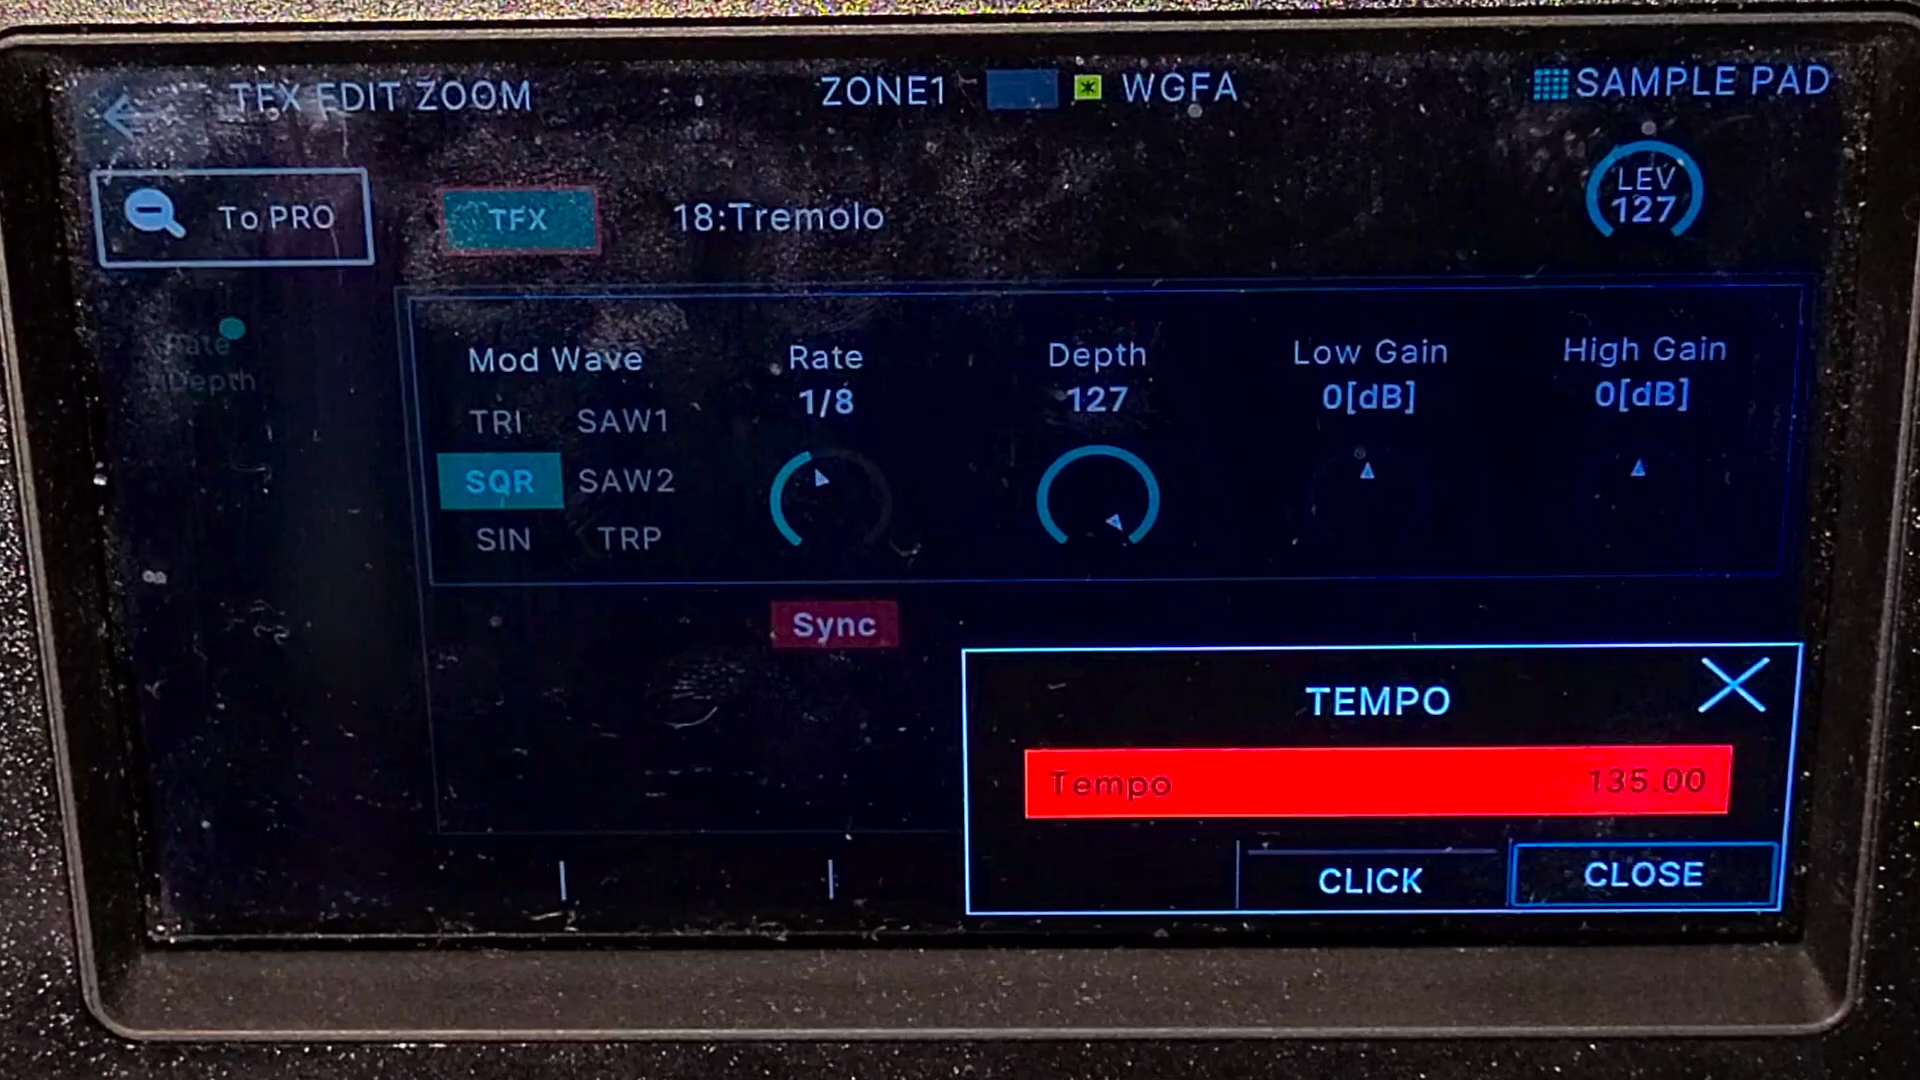 TFX EDIT ZOOM
ZONE1
WGFA
SAMPLE PAD
To PRO
TFX
18:Tremolo
LEV
127
Rate
Depth
Mod Wave
TRI SAW1
SQR SAW2
SIN TRP
Rate
1/8
Depth
127
Low Gain
0[dB]
High Gain
0[dB]
Sync
TEMPO
Tempo 135.00
CLICK
CLOSE